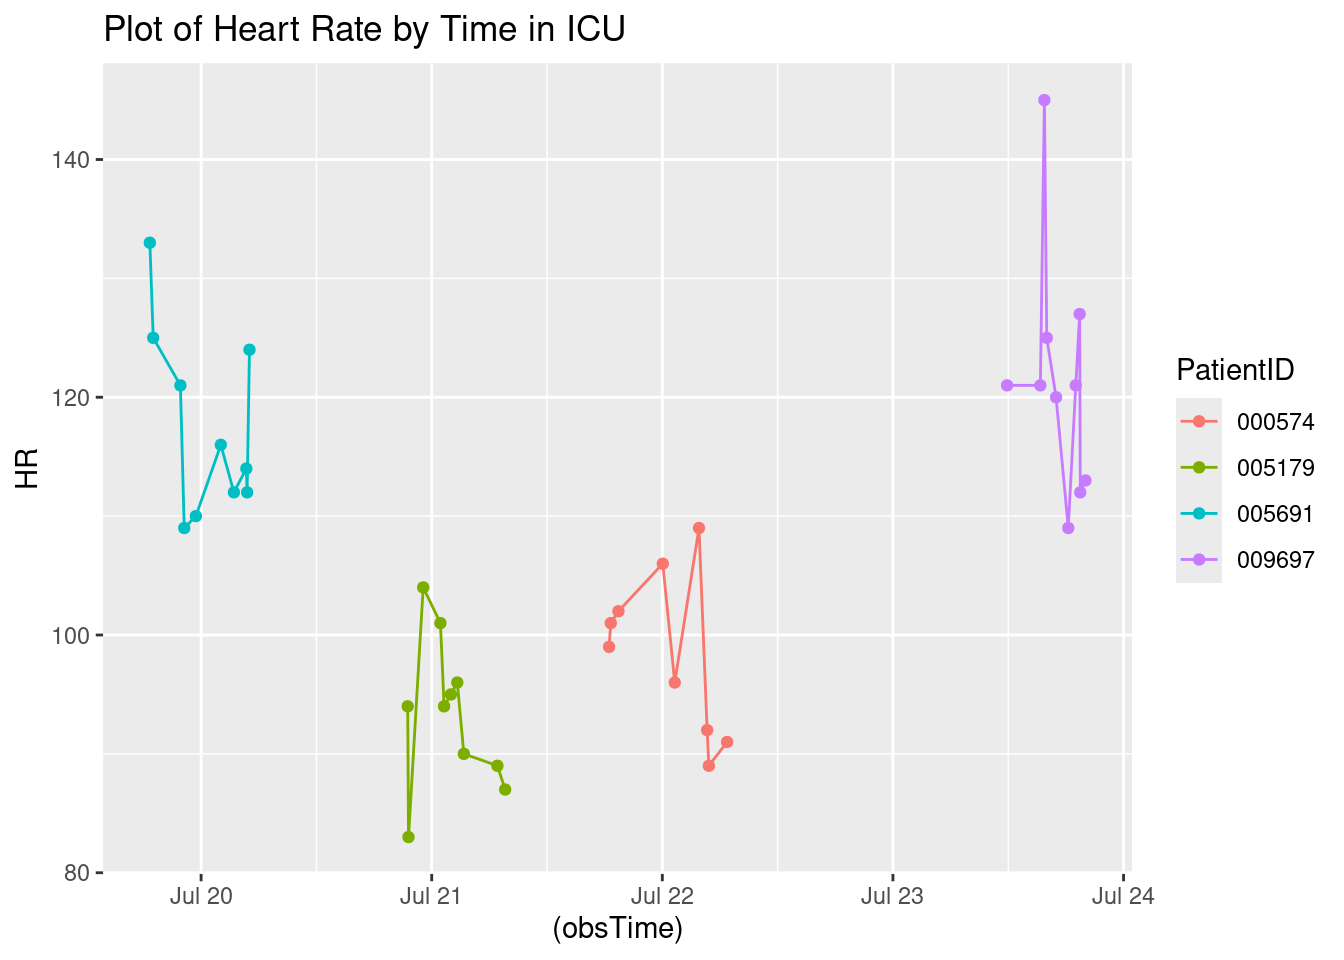 Plot of Heart Rate by Time in ICU
140
120
100
80
HR
Jul 20
Jul 21
Jul 22
Jul 23
Jul 24
(obsTime)
PatientID
000574
005179
005691
009697